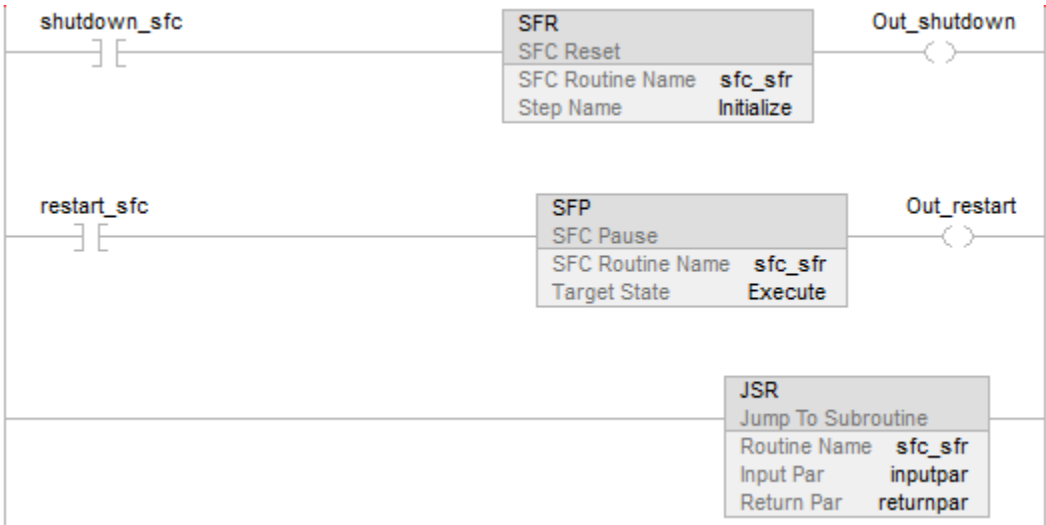 shutdown_sfc
SFR
SFC Reset
SFC Routine Name sfc_sfr
Step Name Initialize
Out_shutdown
restart_sfc
SFP
SFC Pause
SFC Routine Name sfc_sfr
Target State Execute
Out_restart
JSR
Jump To Subroutine
Routine Name sfc_sfr
Input Par inputpar
Return Par returnpar